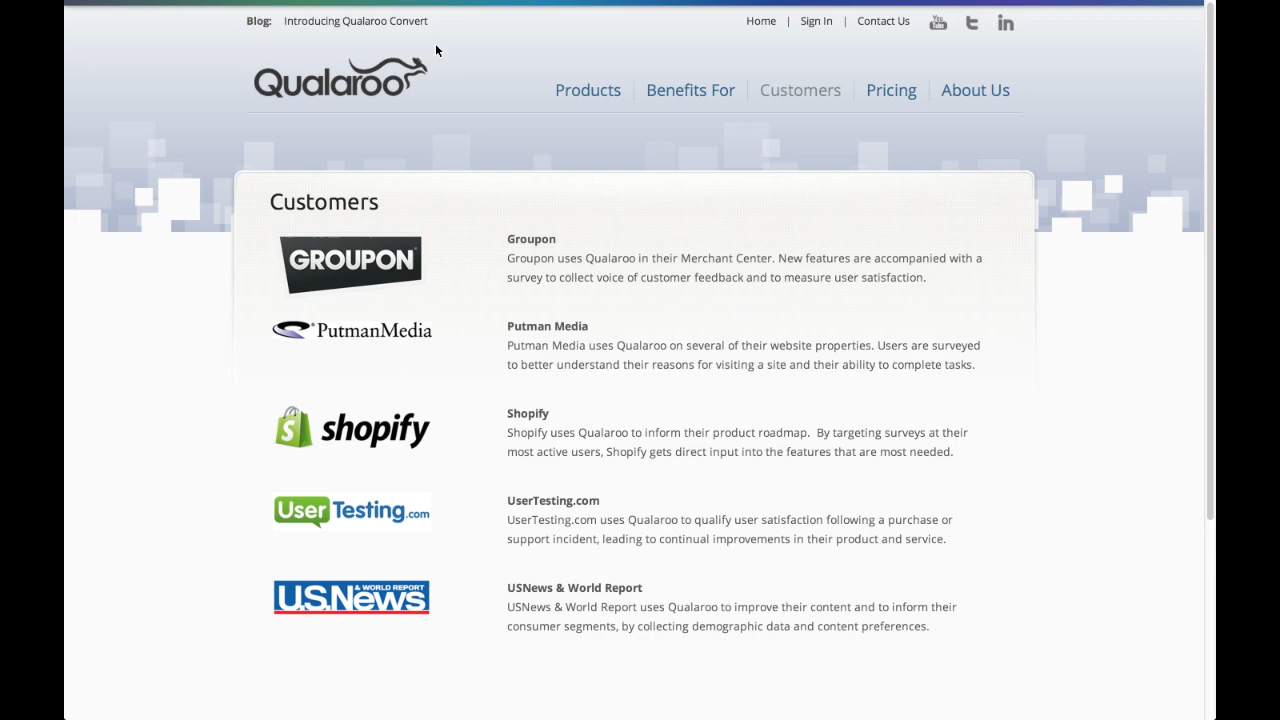 Blog: Introducing Qualaroo Convert
Home | Sign In | Contact Us You Tube t in
Qualaroo
Products Benefits For Customers Pricing About Us
Customers
GROUPON
Groupon
Groupon uses Qualaroo in their Merchant Center. New features are accompanied with a
survey to collect voice of customer feedback and to measure user satisfaction.
PutmanMedia
Putman Media
Putman Media uses Qualaroo on several of their website properties. Users are surveyed
to better understand their reasons for visiting a site and their ability to complete tasks.
S shopify
Shopify
Shopify uses Qualaroo to inform their product roadmap. By targeting surveys at their
most active users, Shopify gets direct input into the features that are most needed.
User Testing.com
UserTesting.com
UserTesting.com uses Qualaroo to qualify user satisfaction following a purchase or
support incident, leading to continual improvements in their product and service.
U.S.News & WORLD REPORT
USNews & World Report
USNews & World Report uses Qualaroo to improve their content and to inform their
consumer segments, by collecting demographic data and content preferences.